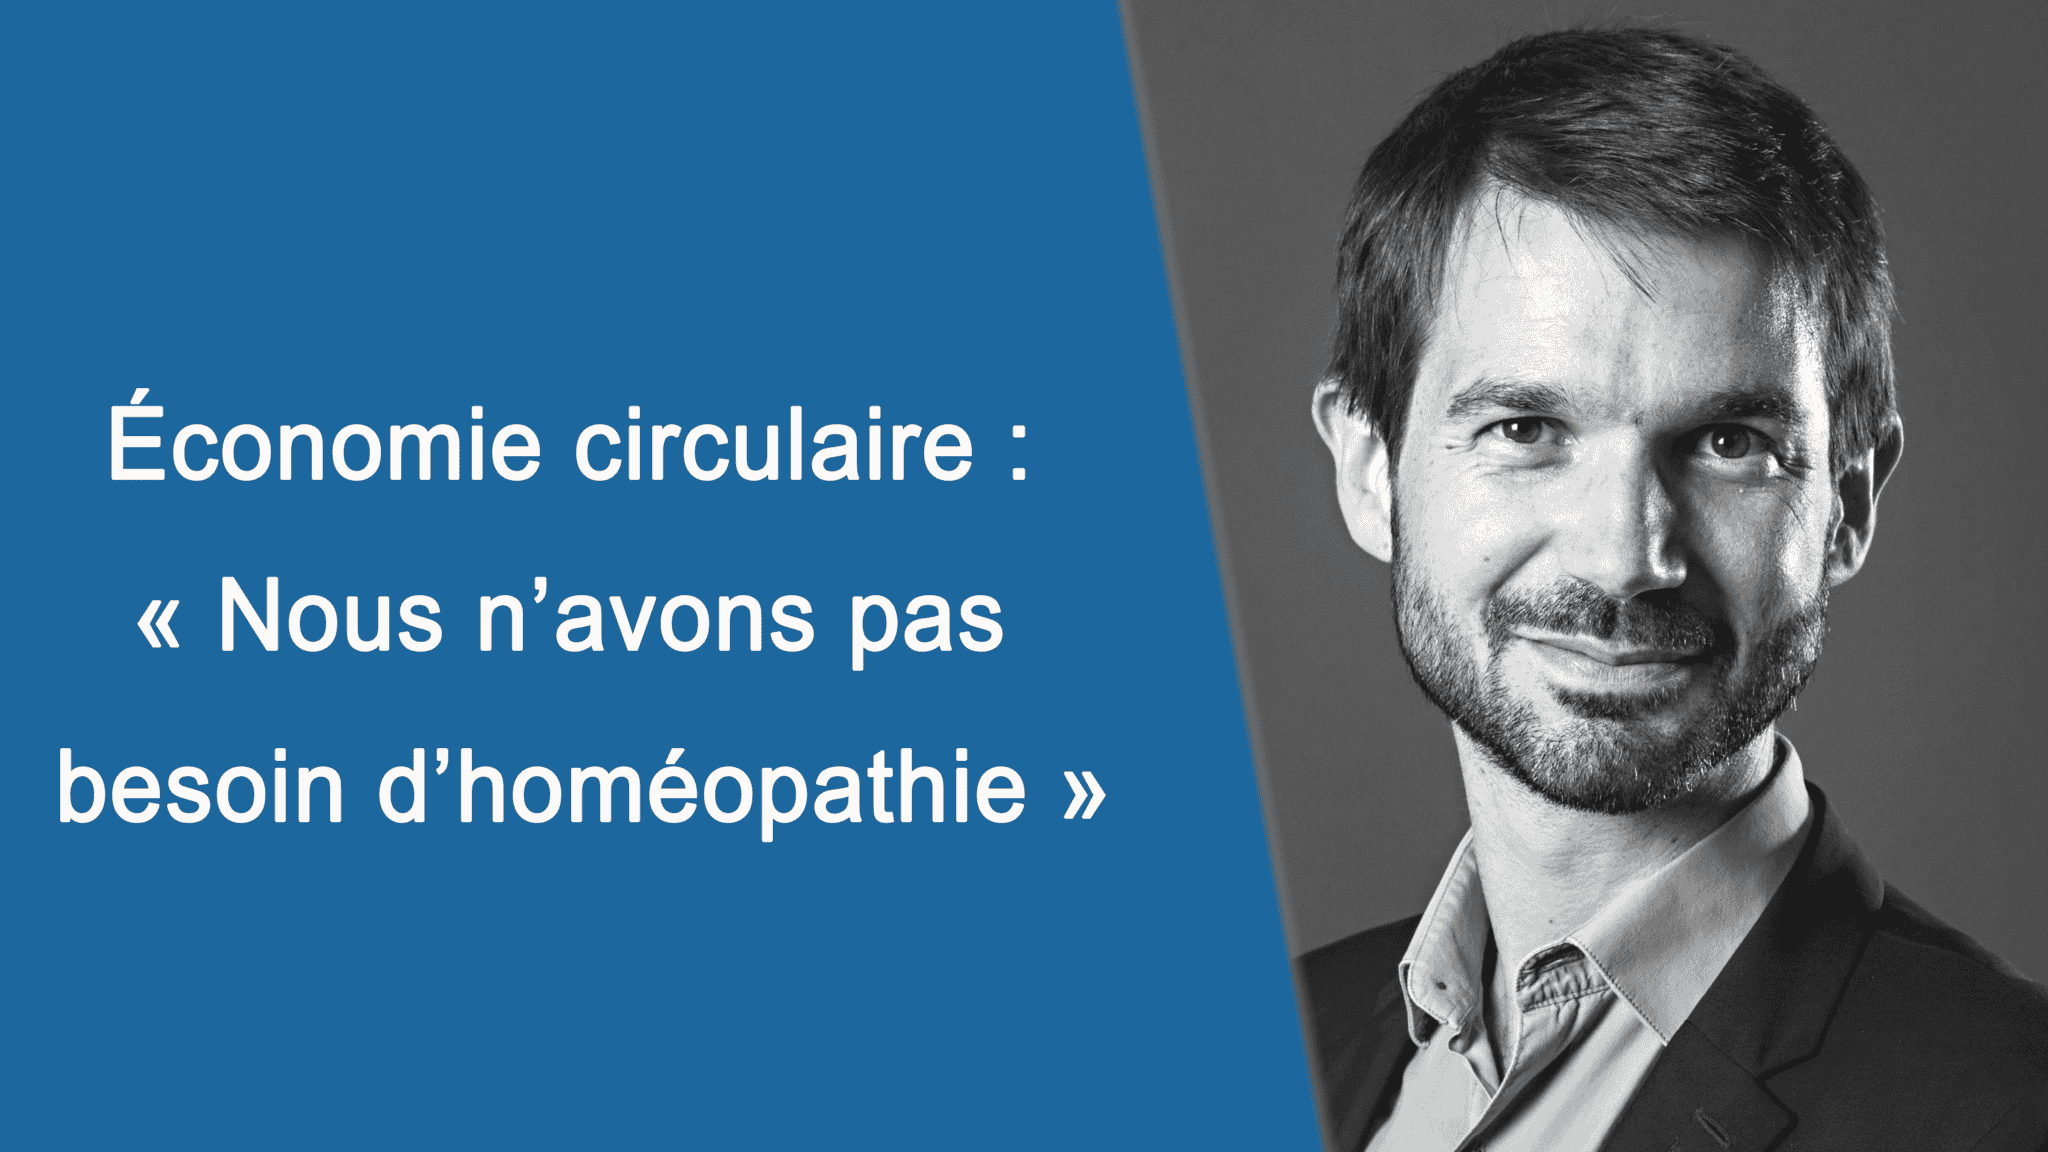 Économie circulaire :
« Nous n’avons pas
besoin d’homéopathie »